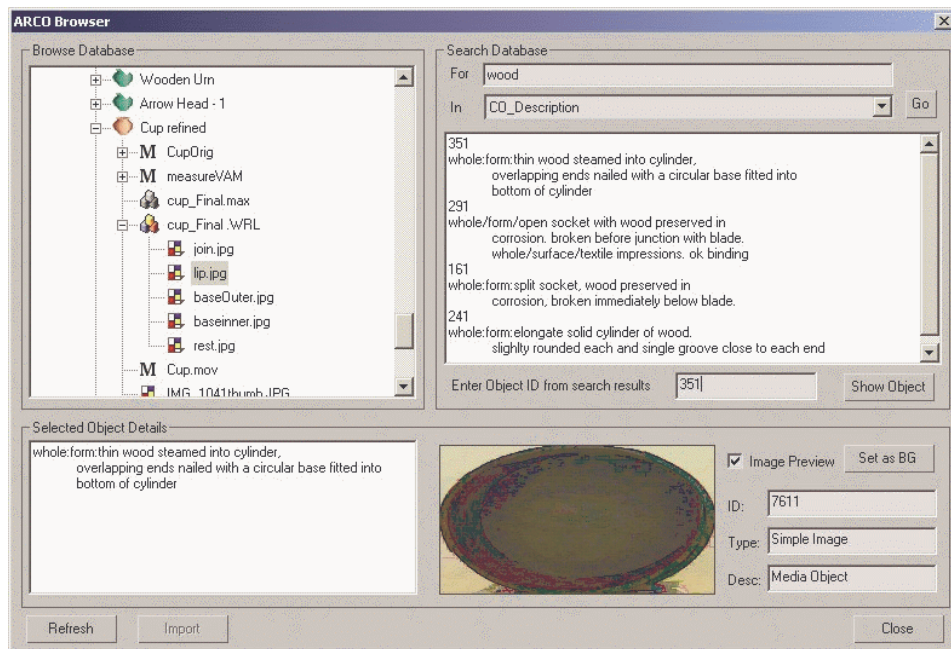 ARCO Browser
Browse Database
Wooden Urn
Arrow Head - 1
Cup refined
M CupOrig
M measureVAM
cup_Final.max
cup_Final .WRL
join.jpg
lip.jpg
baseOuter.jpg
baseinner.jpg
rest.jpg
M Cup.mov
IMG_1041thumb.JPG
Search Database
For wood
In CO_Description Go
351
whole:form:thin wood steamed into cylinder,
overlapping ends nailed with a circular base fitted into
bottom of cylinder
291
whole/form/open socket with wood preserved in
corrosion. broken before junction with blade.
whole/surface/textile impressions. ok binding
161
whole:form:split socket, wood preserved in
corrosion, broken immediately below blade.
241
whole:form:elongate solid cylinder of wood.
slighlty rounded each and single groove close to each end
Enter Object ID from search results 351 Show Object
Selected Object Details
whole:form:thin wood steamed into cylinder,
overlapping ends nailed with a circular base fitted into
bottom of cylinder
Image Preview Set as BG
ID: 7611
Type: Simple Image
Desc: Media Object
Refresh Import Close